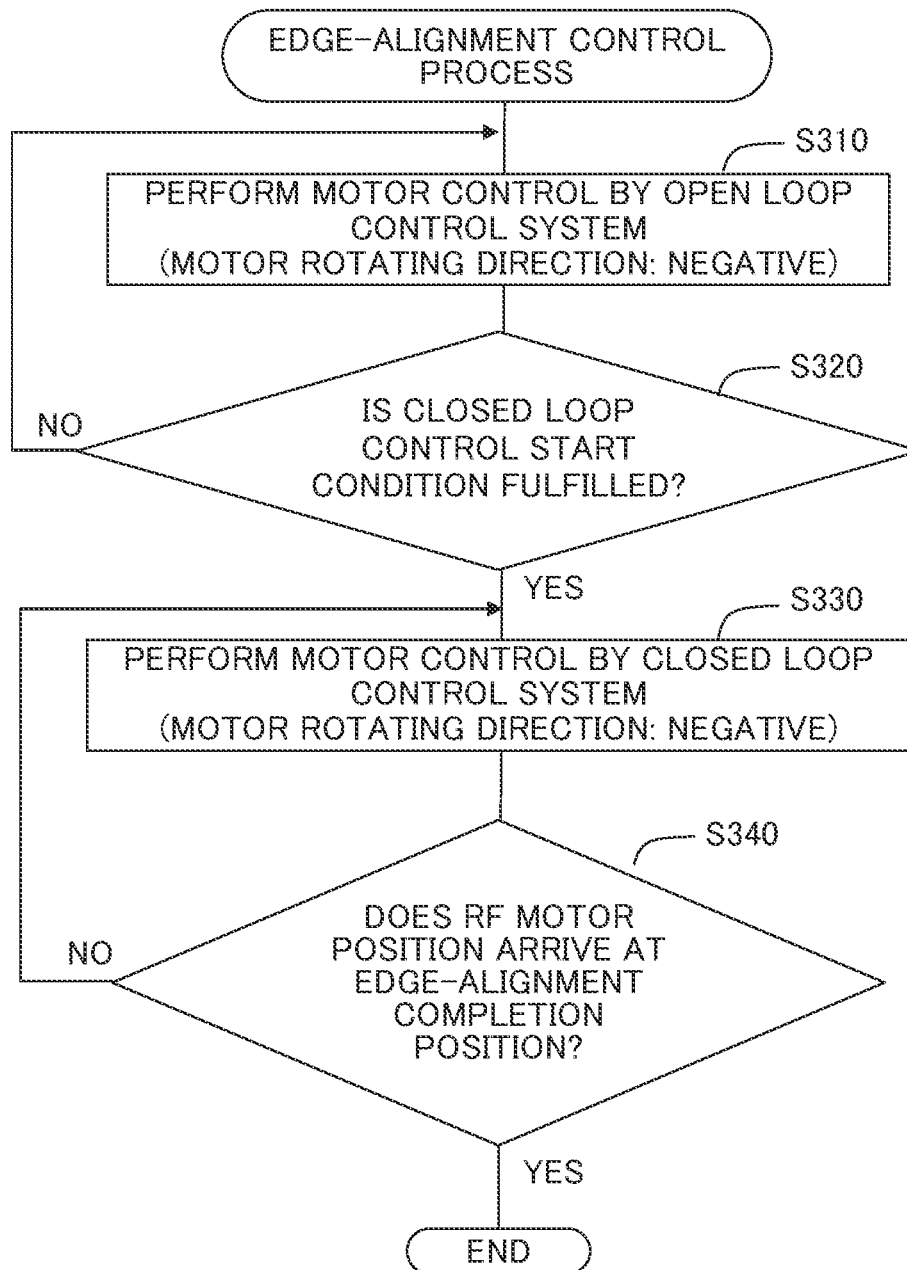 EDGE-ALIGNMENT CONTROL
PROCESS
S310
PERFORM MOTOR CONTROL BY OPEN LOOP
CONTROL SYSTEM
(MOTOR ROTATING DIRECTION: NEGATIVE)
S320
NO
IS CLOSED LOOP
CONTROL START
CONDITION FULFILLED?
YES
S330
PERFORM MOTOR CONTROL BY CLOSED LOOP
CONTROL SYSTEM
(MOTOR ROTATING DIRECTION: NEGATIVE)
S340
NO
DOES RF MOTOR
POSITION ARRIVE AT
EDGE-ALIGNMENT
COMPLETION
POSITION?
YES
END